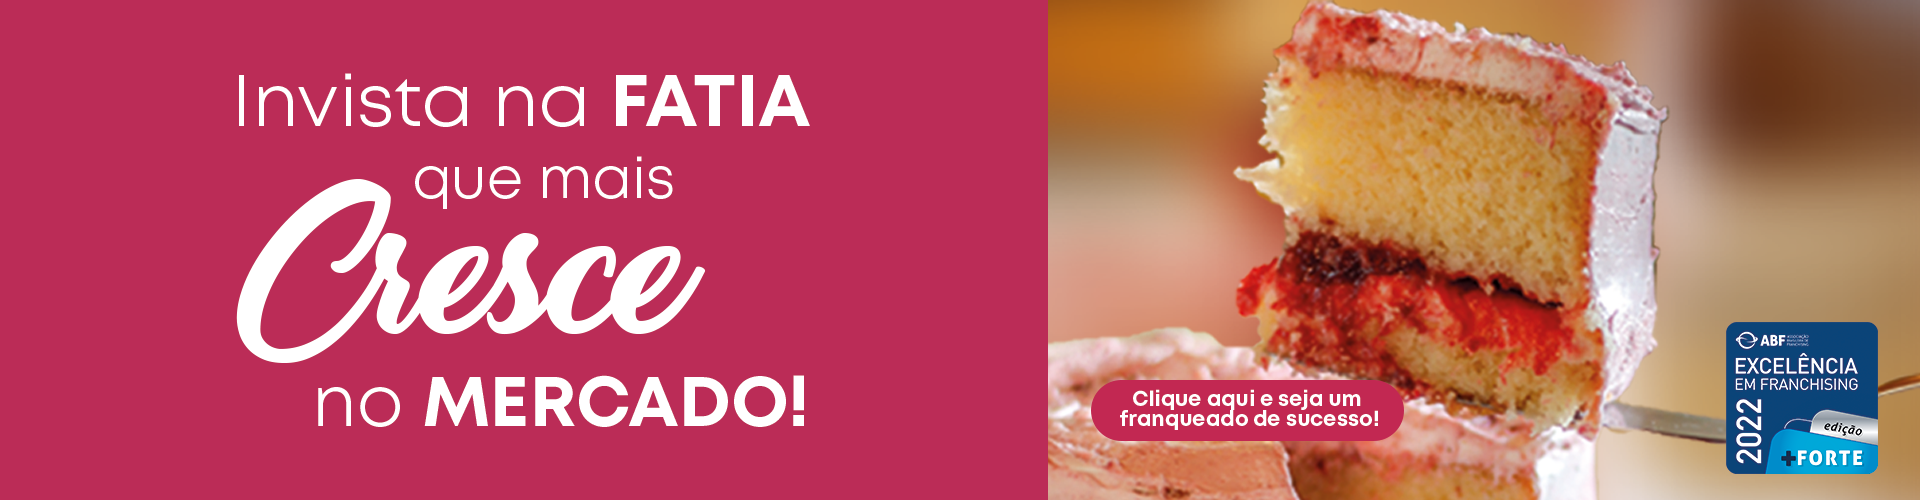 Invista na FATIA
que mais
Cresce
no MERCADO!
Clique aqui e seja um
franqueado de sucesso!
ABF
EXCELÊNCIA
EM FRANCHISING
2022
edição
+FORTE